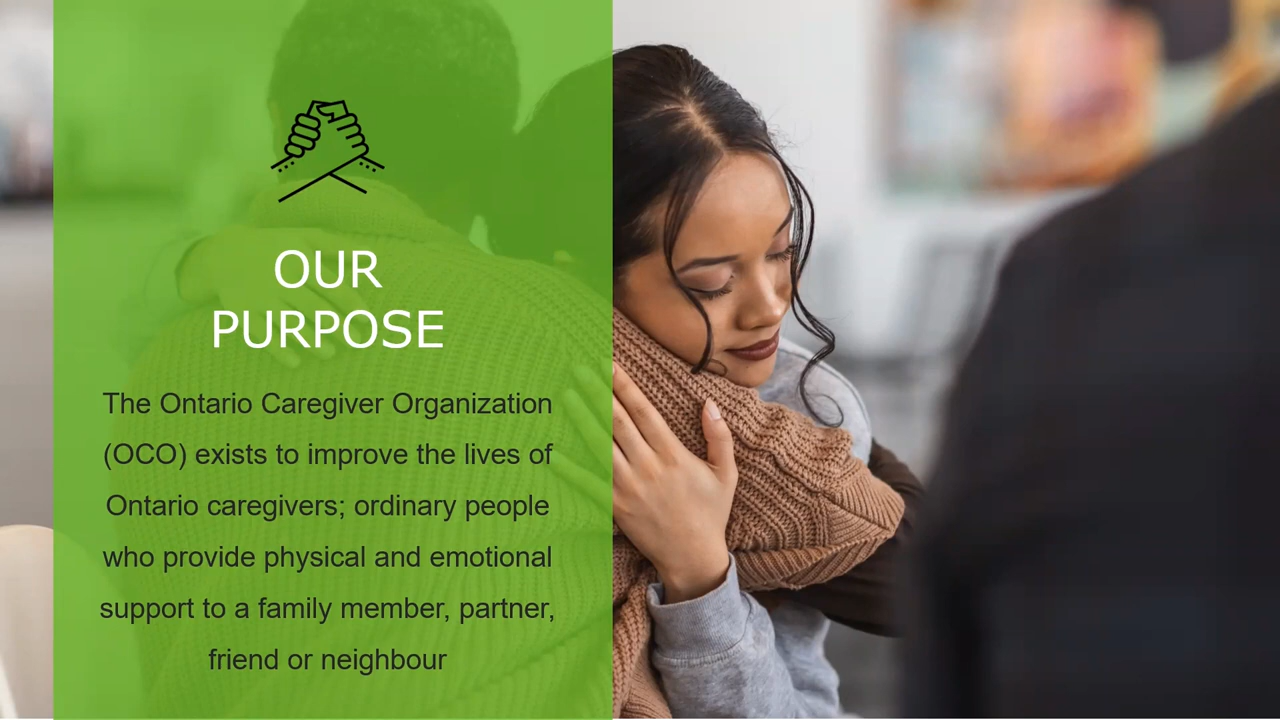 OUR
PURPOSE
The Ontario Caregiver Organization
(OCO) exists to improve the lives of
Ontario caregivers; ordinary people
who provide physical and emotional
support to a family member, partner,
friend or neighbour